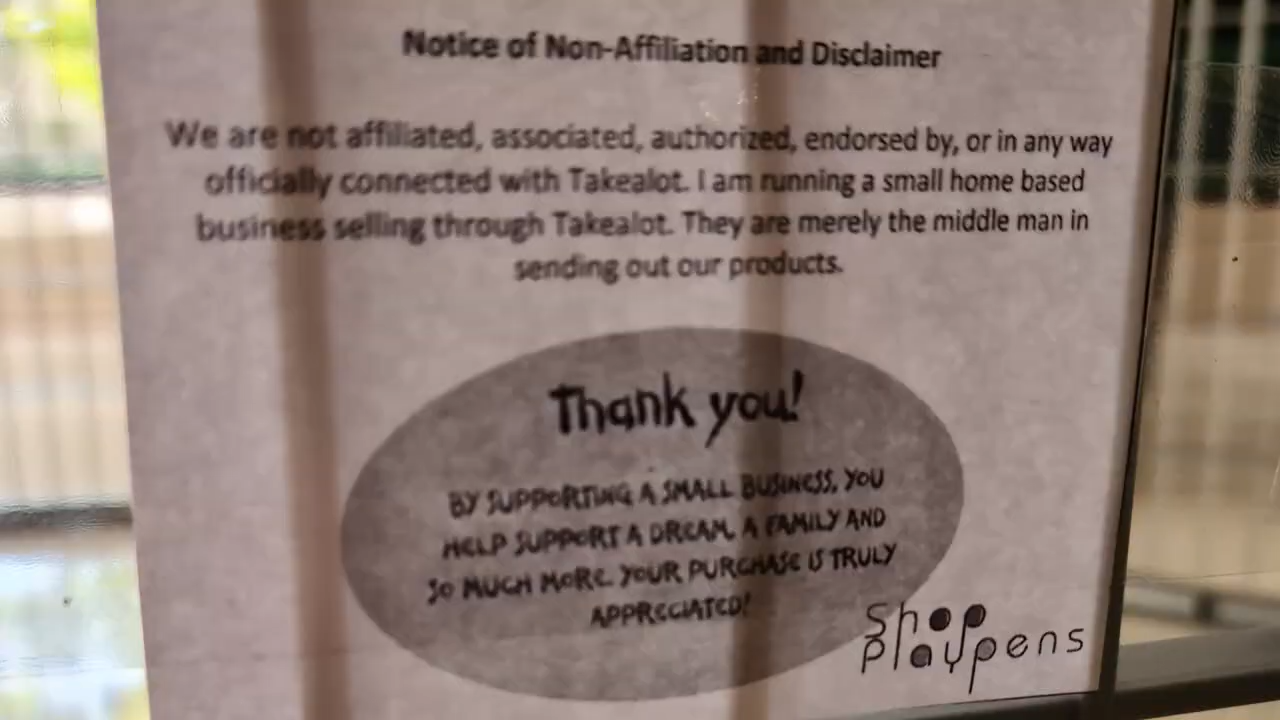 Notice of Non-Affiliation and Disclaimer
We are not affiliated, associated, authorized, endorsed by, or in any way
officially connected with Takealot. I am running a small home based
business selling through Takealot. They are merely the middle man in
sending out our products.
Thank you!
BY SUPPORTING A SMALL BUSINESS, YOU
HELP SUPPORT A DREAM, A FAMILY AND
SO MUCH MORE. YOUR PURCHASE IS TRULY
APPRECIATED!
Shop
Playpens